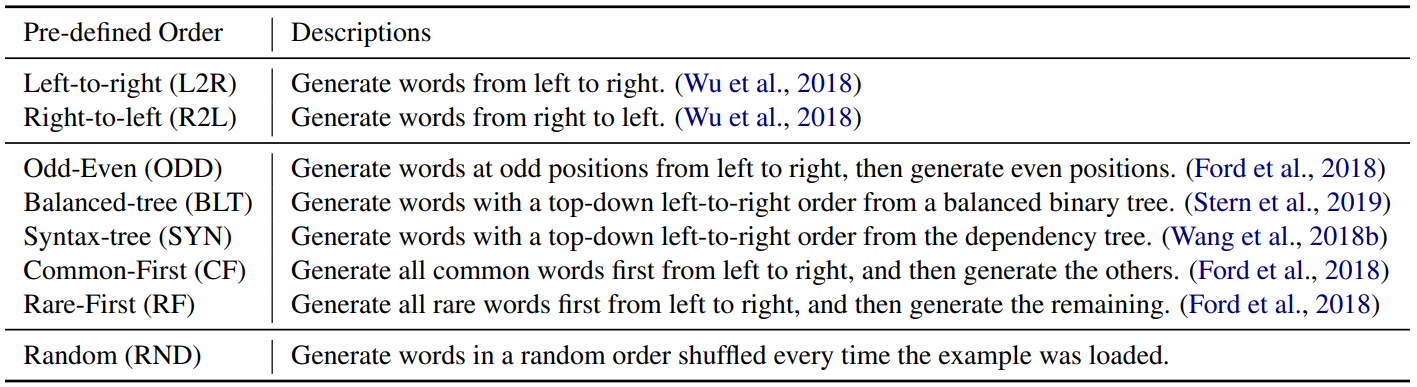 Pre-defined Order Descriptions
Left-to-right (L2R) Generate words from left to right. (Wu et al., 2018)
Right-to-left (R2L) Generate words from right to left. (Wu et al., 2018)
Odd-Even (ODD) Generate words at odd positions from left to right, then generate even positions. (Ford et al., 2018)
Balanced-tree (BLT) Generate words with a top-down left-to-right order from a balanced binary tree. (Stern et al., 2019)
Syntax-tree (SYN) Generate words with a top-down left-to-right order from the dependency tree. (Wang et al., 2018b)
Common-First (CF) Generate all common words first from left to right, and then generate the others. (Ford et al., 2018)
Rare-First (RF) Generate all rare words first from left to right, and then generate the remaining. (Ford et al., 2018)
Random (RND) Generate words in a random order shuffled every time the example was loaded.